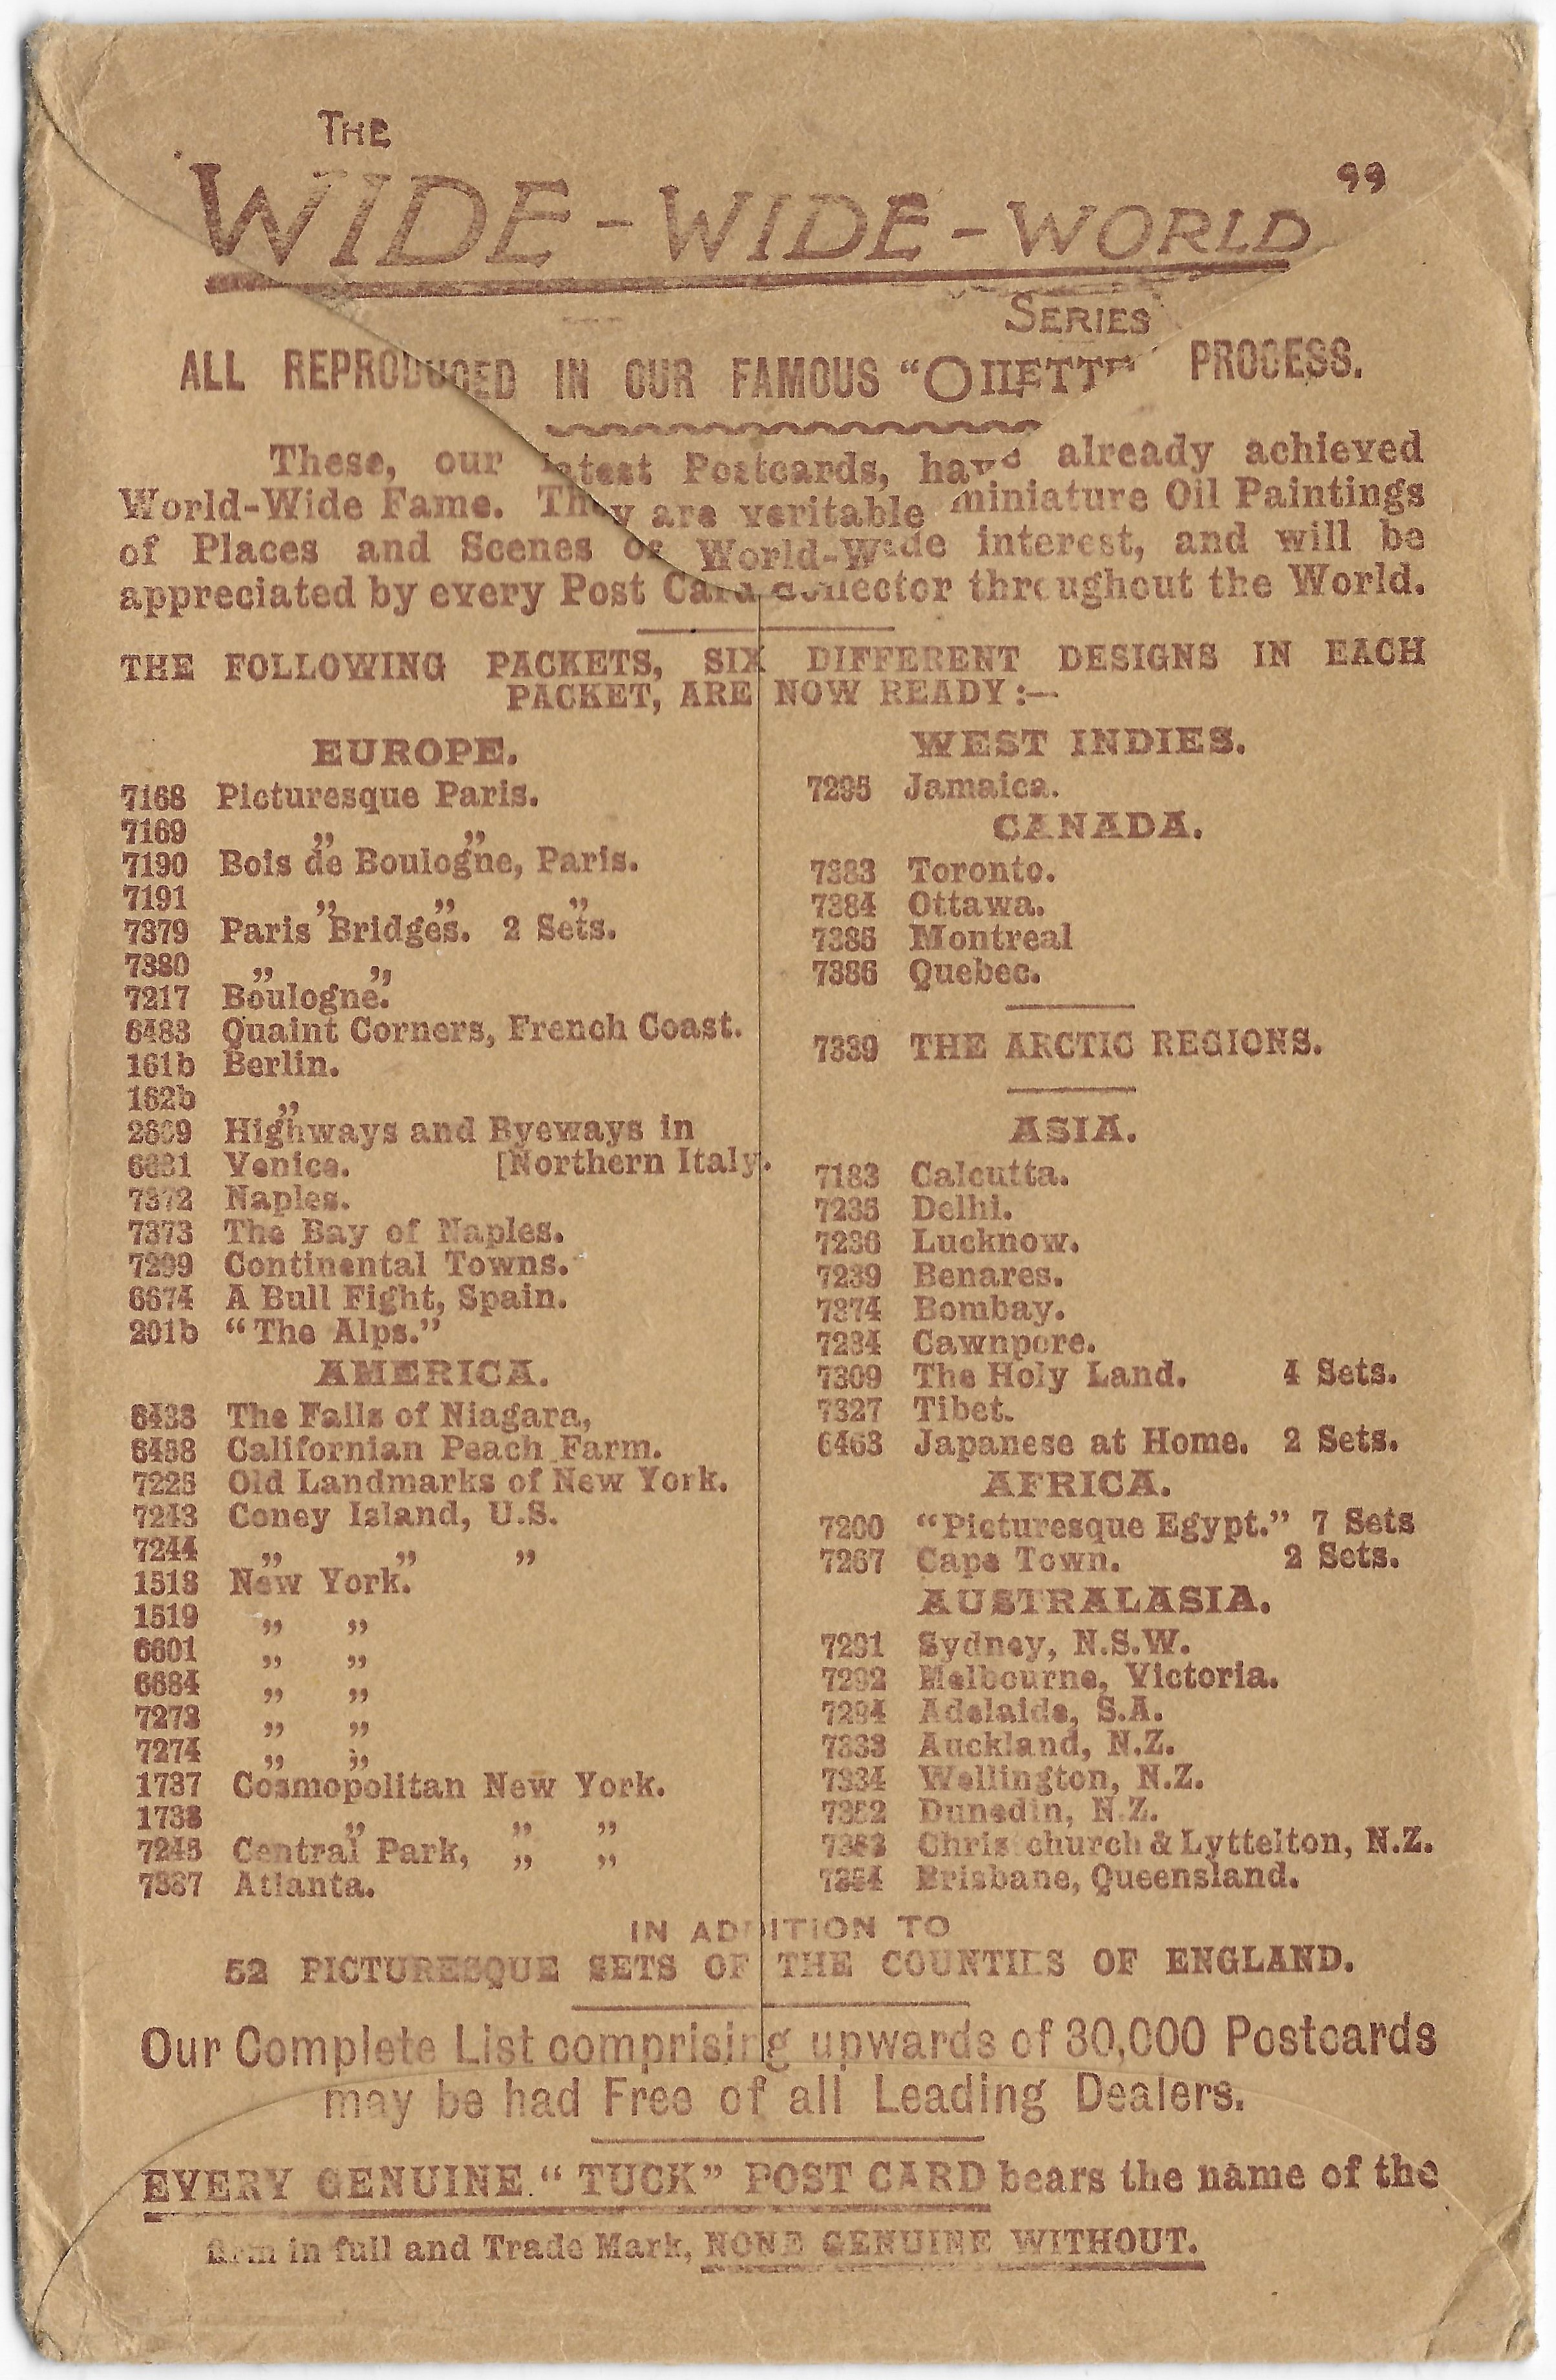 THE
WIDE-WIDE-WORLD"
SERIES
ALL REPRODUCED IN OUR FAMOUS "OILETTE" PROCESS.
These, our latest Postcards, have already achieved
World-Wide Fame. They are veritable miniature Oil Paintings
of Places and Scenes of World-Wide interest, and will be
appreciated by every Post Card Collector throughout the World.
THE FOLLOWING PACKETS, SIX DIFFERENT DESIGNS IN EACH
PACKET, ARE NOW READY:—
EUROPE.
7168 Picturesque Paris.
7169 „ „
7190 Bois de Boulogne, Paris.
7191 „ „ „
7379 Paris Bridges. 2 Sets.
7380 „ „
7217 Boulogne.
6483 Quaint Corners, French Coast.
161b Berlin.
162b „
Highways and Byeways in
Venice. [Northern Italy.
7372 Naples.
7373 The Bay of Naples.
7299 Continental Towns.
6674 A Bull Fight, Spain.
201b "The Alps."
AMERICA.
The Falls of Niagara,
Californian Peach Farm.
7225 Old Landmarks of New York.
7243 Coney Island, U.S.
7244 „ „ „
1518 New York.
1519 „ „
6601 „ „
6684 „ „
7273 „ „
7274 „ „
1737 Cosmopolitan New York.
1738 „ „ „
Central Park, „ „
7387 Atlanta.
WEST INDIES.
7295 Jamaica.
CANADA.
7383 Toronto.
7384 Ottawa.
7385 Montreal
7386 Quebec.
7339 THE ARCTIC REGIONS.
ASIA.
7183 Calcutta.
7235 Delhi.
7236 Lucknow.
7239 Benares.
7374 Bombay.
7234 Cawnpore.
7309 The Holy Land. 4 Sets.
7327 Tibet.
6463 Japanese at Home. 2 Sets.
AFRICA.
7200 "Picturesque Egypt." 7 Sets
7267 Cape Town. 2 Sets.
AUSTRALASIA.
7291 Sydney, N.S.W.
7292 Melbourne, Victoria.
7294 Adelaide, S.A.
7333 Auckland, N.Z.
7334 Wellington, N.Z.
Dunedin, N.Z.
Christchurch & Lyttelton, N.Z.
Brisbane, Queensland.
IN ADDITION TO
52 PICTURESQUE SETS OF THE COUNTIES OF ENGLAND.
Our Complete List comprising upwards of 30,000 Postcards
may be had Free of all Leading Dealers.
EVERY GENUINE "TUCK" POST CARD bears the name of the
firm in full and Trade Mark, NONE GENUINE WITHOUT.